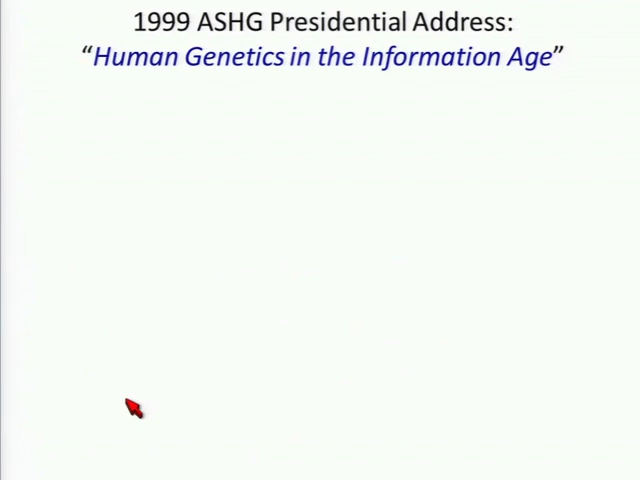 1999 ASHG Presidential Address:
“Human Genetics in the Information Age”